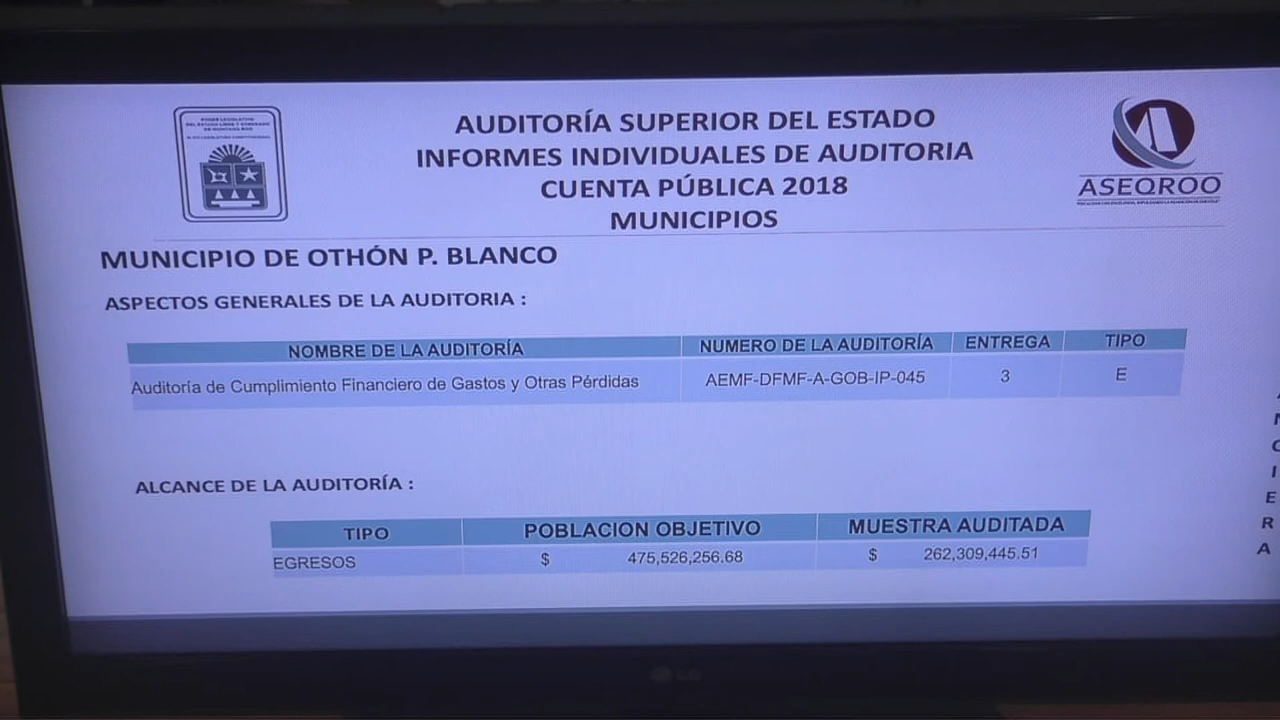 AUDITORÍA SUPERIOR DEL ESTADO
INFORMES INDIVIDUALES DE AUDITORIA
CUENTA PÚBLICA 2018
MUNICIPIOS
ASEQROO
MUNICIPIO DE OTHÓN P. BLANCO
ASPECTOS GENERALES DE LA AUDITORIA :
NOMBRE DE LA AUDITORÍA NUMERO DE LA AUDITORÍA ENTREGA TIPO
Auditoría de Cumplimiento Financiero de Gastos y Otras Pérdidas AEMF-DFMF-A-GOB-IP-045 3 E
ALCANCE DE LA AUDITORÍA :
TIPO POBLACION OBJETIVO MUESTRA AUDITADA
EGRESOS $ 475,526,256.68 $ 262,309,445.51
I
E
R
A
LG